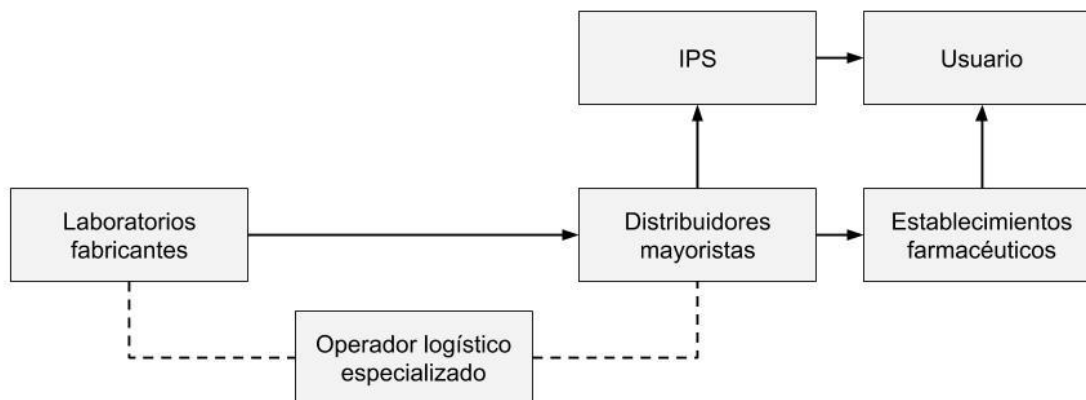 IPS
Usuario
Laboratorios
fabricantes
Distribuidores
mayoristas
Establecimientos
farmacéuticos
Operador logístico
especializado